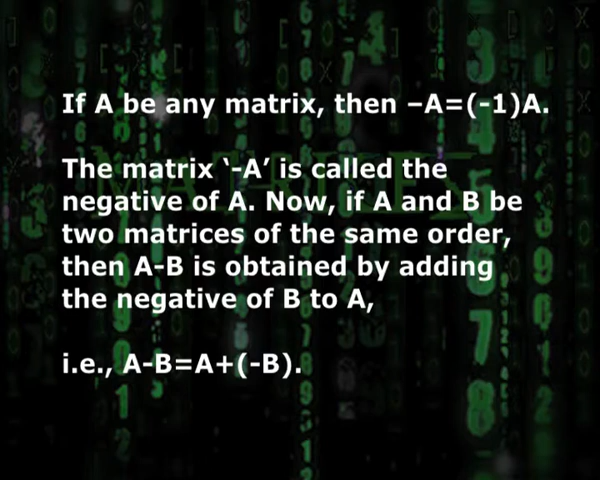 If A be any matrix, then –A=(-1)A.
The matrix ‘-A’ is called the
negative of A. Now, if A and B be
two matrices of the same order,
then A-B is obtained by adding
the negative of B to A,
i.e., A-B=A+(-B).